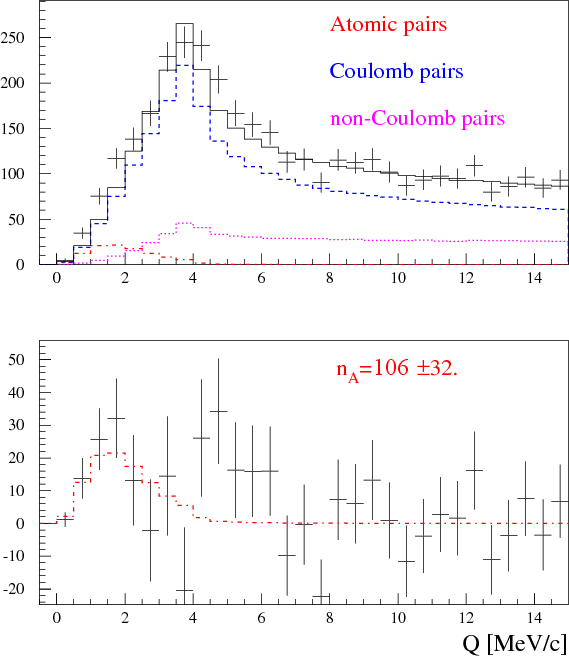 Atomic pairs
Coulomb pairs
non-Coulomb pairs
250
200
150
100
50
0
0 2 4 6 8 10 12 14
nA=106 ±32.
50
40
30
20
10
0
-10
-20
0 2 4 6 8 10 12 14
Q [MeV/c]